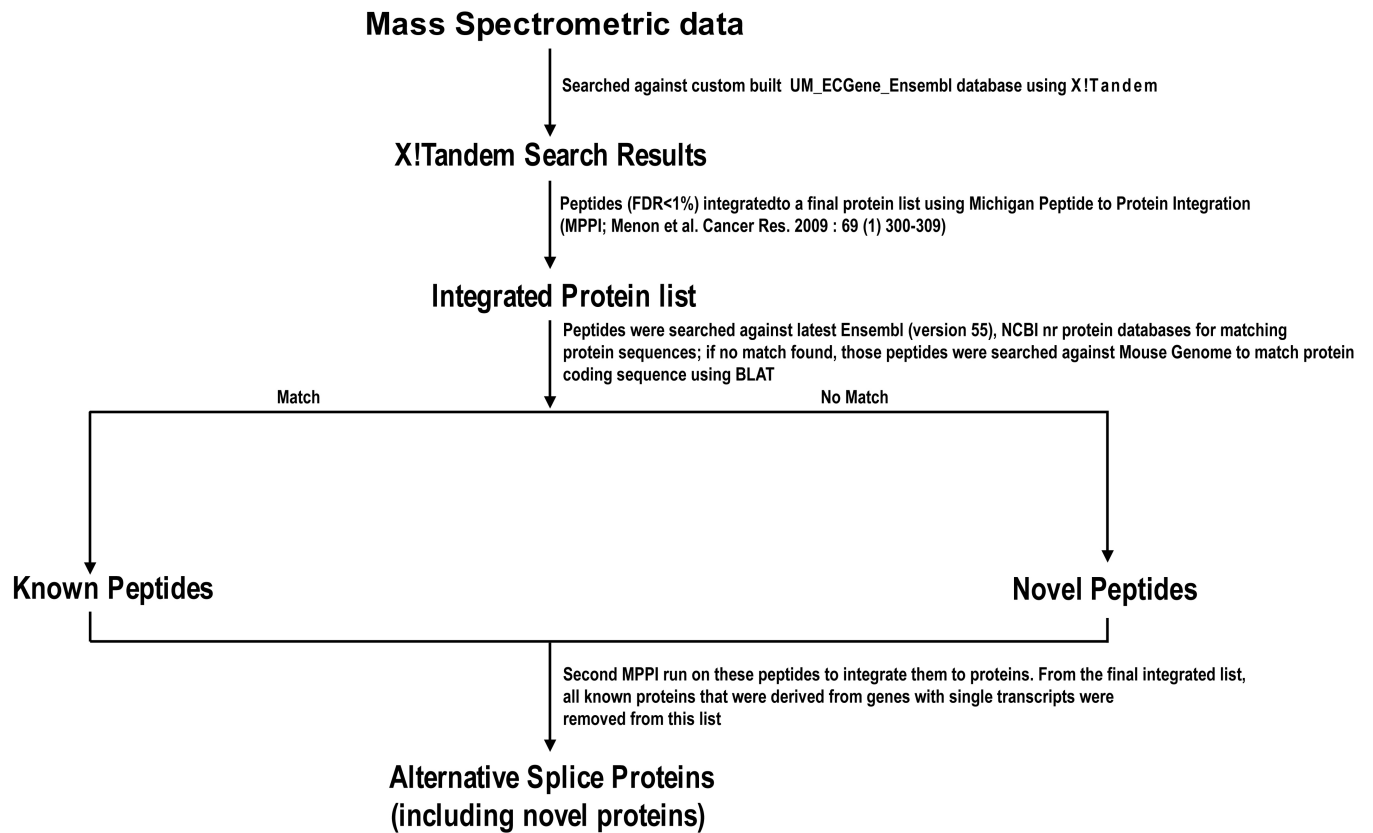 Mass Spectrometric data
Searched against custom built UM_ECGene_Ensembl database using X!Tandem
X!Tandem Search Results
Peptides (FDR<1%) integratedto a final protein list using Michigan Peptide to Protein Integration
(MPPI; Menon et al. Cancer Res. 2009 : 69 (1) 300-309)
Integrated Protein list
Peptides were searched against latest Ensembl (version 55), NCBI nr protein databases for matching
protein sequences; if no match found, those peptides were searched against Mouse Genome to match protein
coding sequence using BLAT
Match
No Match
Known Peptides
Novel Peptides
Second MPPI run on these peptides to integrate them to proteins. From the final integrated list,
all known proteins that were derived from genes with single transcripts were
removed from this list
Alternative Splice Proteins
(including novel proteins)